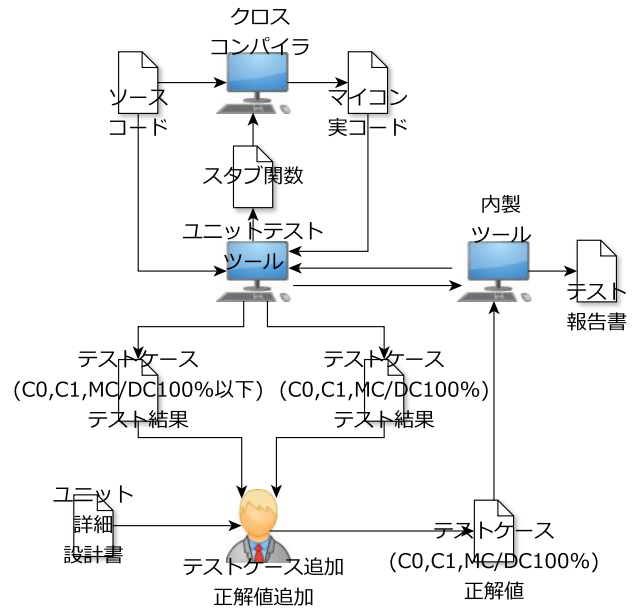 クロス
コンパイラ
ソース
コード
マイコン
実コード
スタブ関数
ユニットテスト
ツール
内製
ツール
テスト
報告書
テストケース
(C0,C1,MC/DC100%以下)
テスト結果
テストケース
(C0,C1,MC/DC100%)
テスト結果
ユニット
詳細
設計書
テストケース追加
正解値追加
テストケース
(C0,C1,MC/DC100%)
正解値